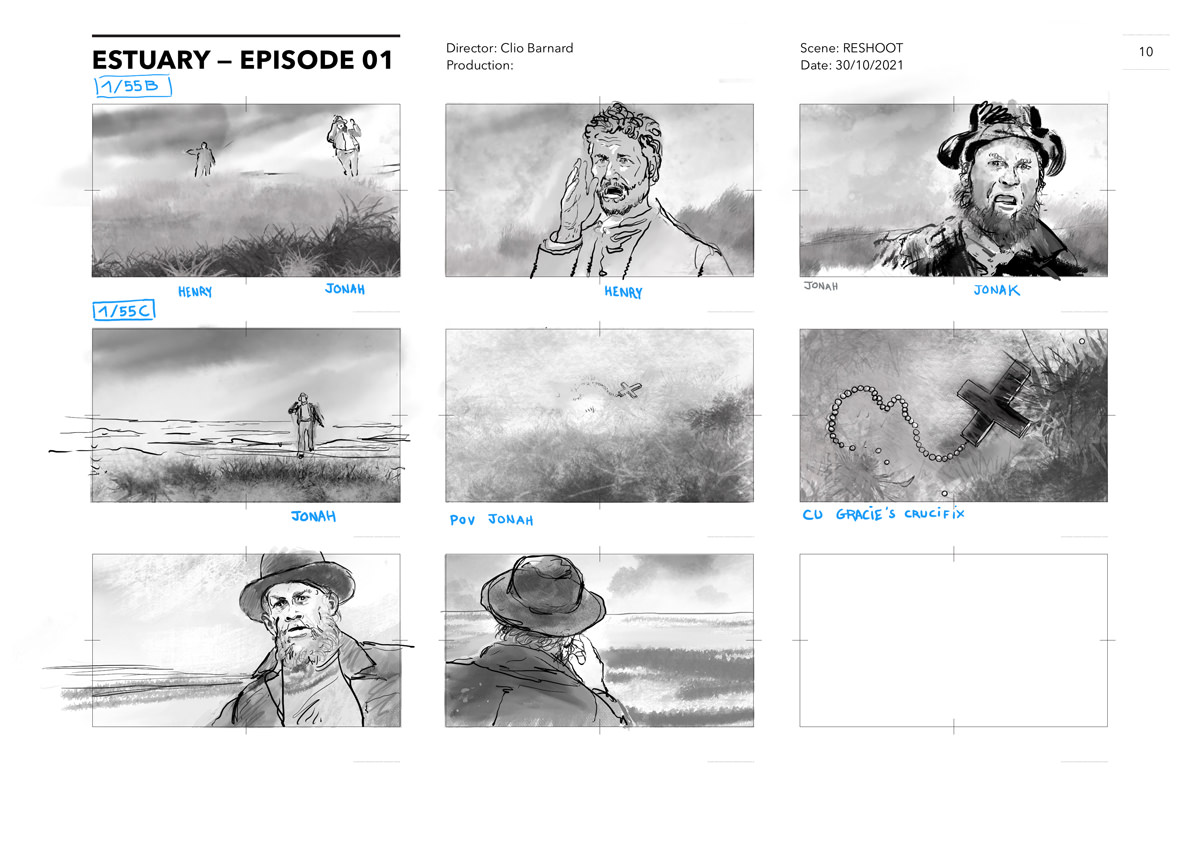 ESTUARY – EPISODE 01
Director: Clio Barnard
Production:
Scene: RESHOOT
Date: 30/10/2021
10
1/55B
HENRY
JONAH
HENRY
JONAH
JONAK
1/55C
JONAH
POV JONAH
CU GRACIE'S CRUCIFIX